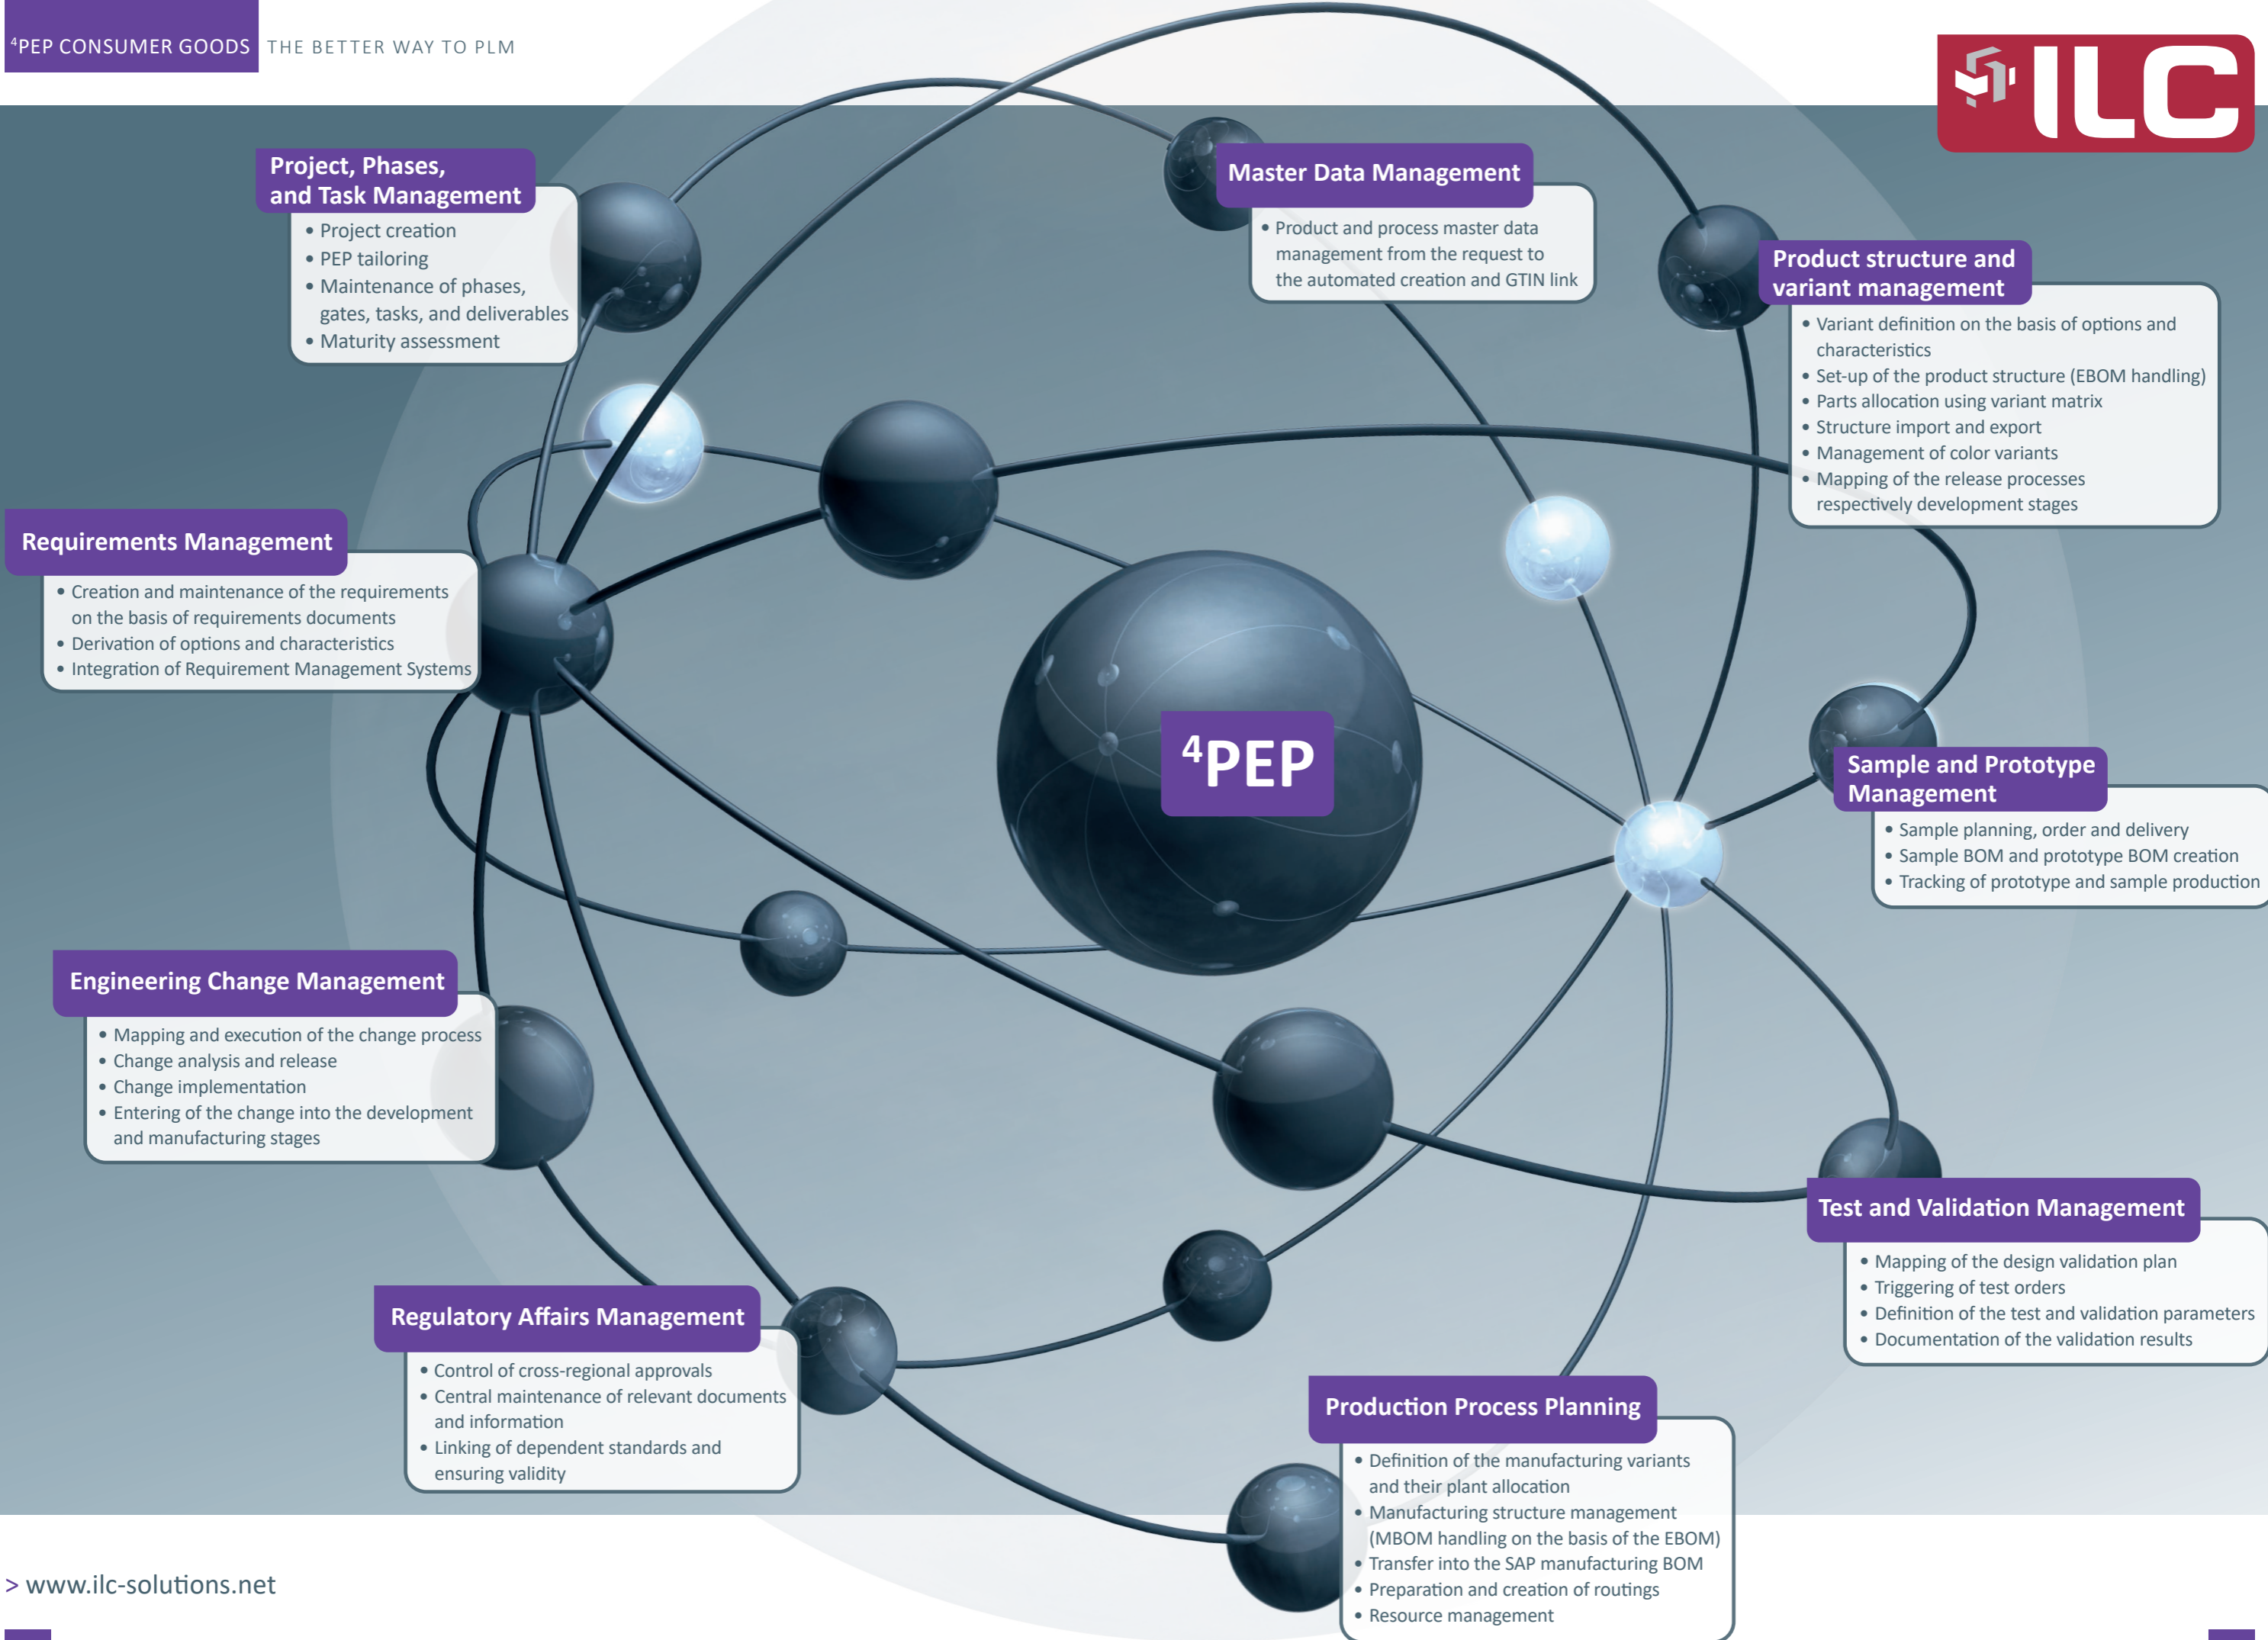 ⁴PEP CONSUMER GOODS THE BETTER WAY TO PLM
ILC
Project, Phases,
and Task Management
• Project creation
• PEP tailoring
• Maintenance of phases,
gates, tasks, and deliverables
• Maturity assessment
Master Data Management
• Product and process master data
management from the request to
the automated creation and GTIN link
Product structure and
variant management
• Variant definition on the basis of options and
characteristics
• Set-up of the product structure (EBOM handling)
• Parts allocation using variant matrix
• Structure import and export
• Management of color variants
• Mapping of the release processes
respectively development stages
Requirements Management
• Creation and maintenance of the requirements
on the basis of requirements documents
• Derivation of options and characteristics
• Integration of Requirement Management Systems
⁴PEP
Sample and Prototype
Management
• Sample planning, order and delivery
• Sample BOM and prototype BOM creation
• Tracking of prototype and sample production
Engineering Change Management
• Mapping and execution of the change process
• Change analysis and release
• Change implementation
• Entering of the change into the development
and manufacturing stages
Test and Validation Management
• Mapping of the design validation plan
• Triggering of test orders
• Definition of the test and validation parameters
• Documentation of the validation results
Regulatory Affairs Management
• Control of cross-regional approvals
• Central maintenance of relevant documents
and information
• Linking of dependent standards and
ensuring validity
Production Process Planning
• Definition of the manufacturing variants
and their plant allocation
• Manufacturing structure management
(MBOM handling on the basis of the EBOM)
• Transfer into the SAP manufacturing BOM
• Preparation and creation of routings
• Resource management
> www.ilc-solutions.net